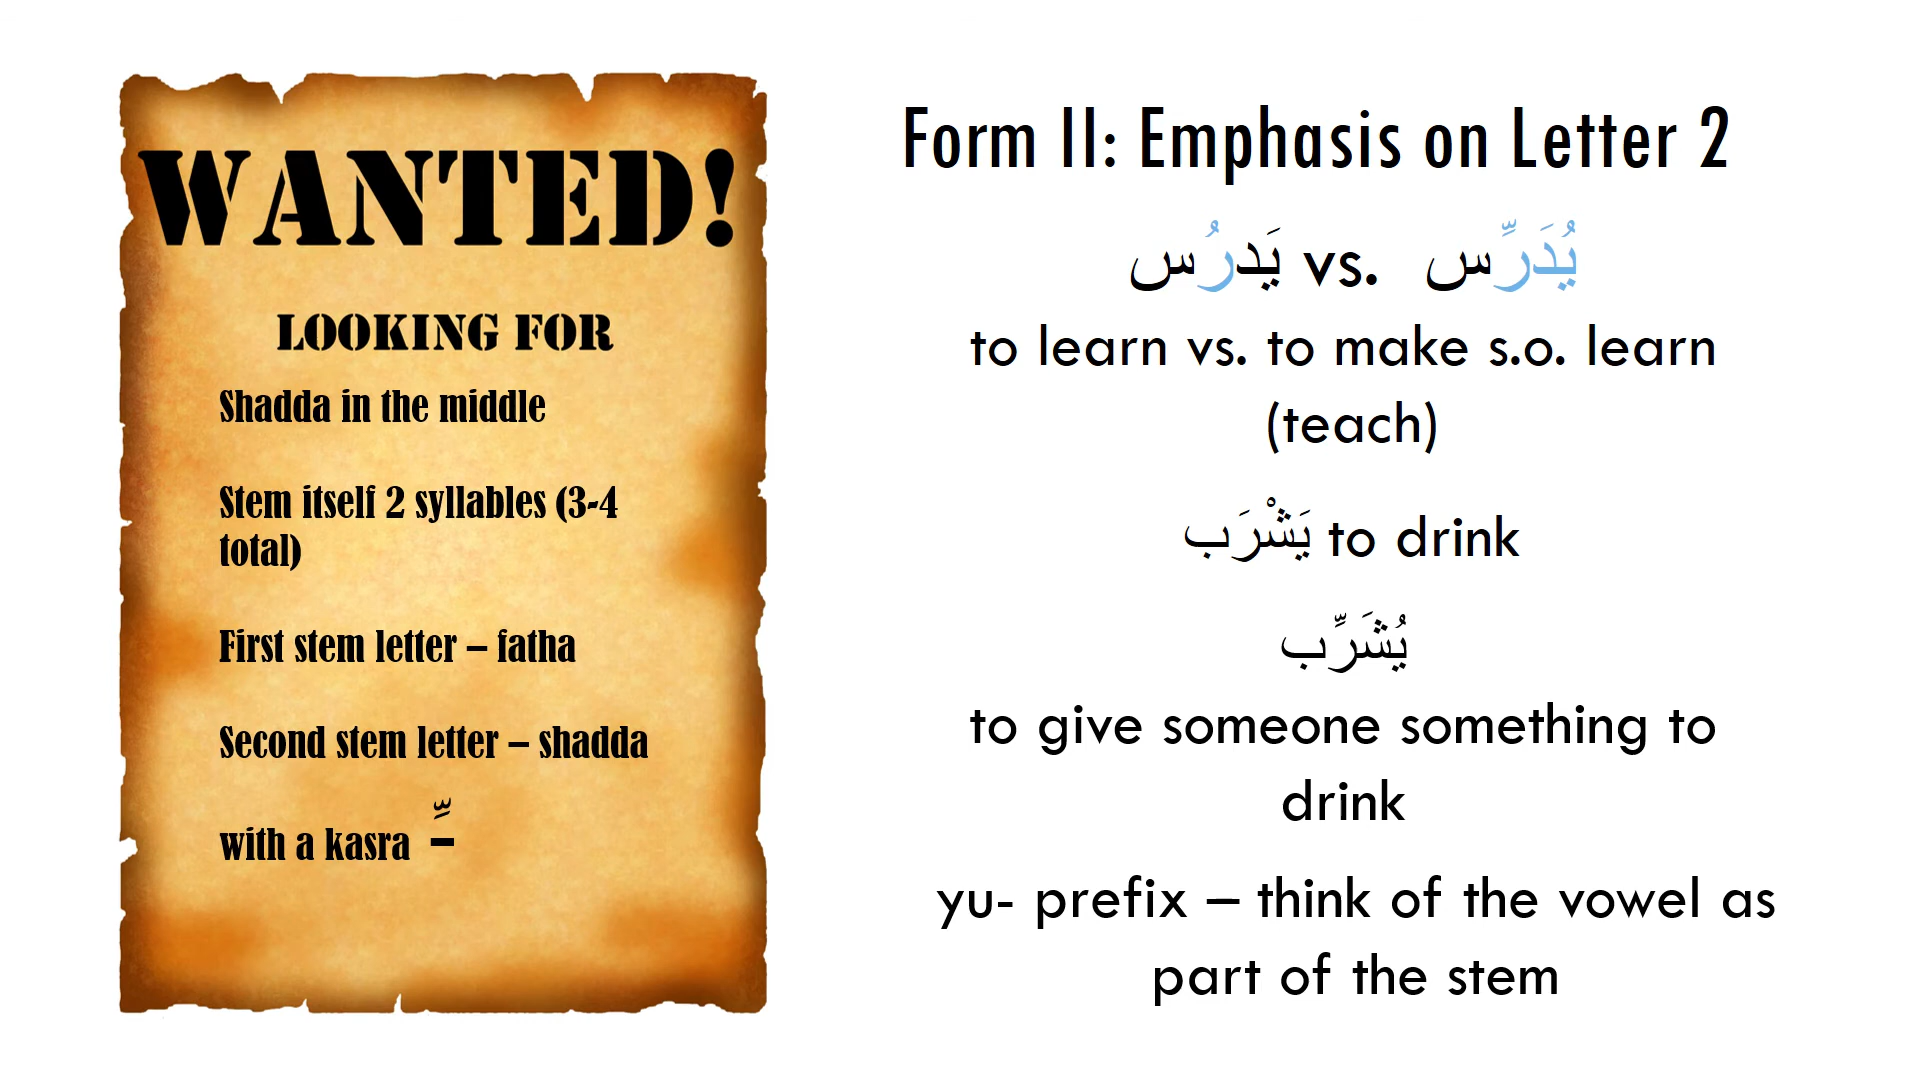 WANTED!
LOOKING FOR
Shadda in the middle
Stem itself 2 syllables (3-4
total)
First stem letter – fatha
Second stem letter – shadda
with a kasra –ِّ
Form II: Emphasis on Letter 2
يَدرُس vs. يُدَرِّس
to learn vs. to make s.o. learn
(teach)
يَشْرَب to drink
يُشَرِّب
to give someone something to
drink
yu- prefix – think of the vowel as
part of the stem